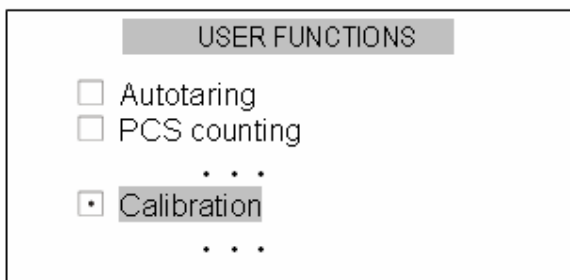 USER FUNCTIONS
Autotaring
PCS counting
. . .
Calibration
. . .